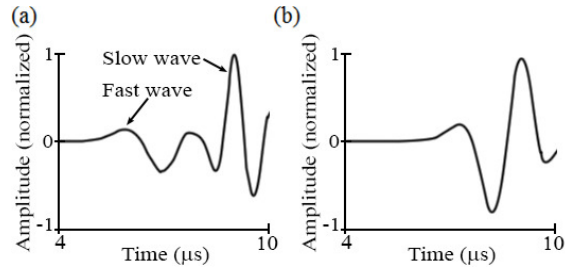 (a)
Amplitude (normalized)
1
0
-1
Slow wave
Fast wave
4
10
Time (µs)
(b)
Amplitude (normalized)
1
0
-1
4
10
Time (µs)